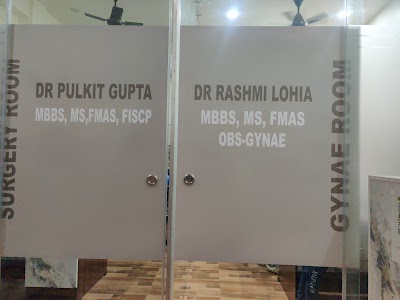 SURGERY ROOM
DR PULKIT GUPTA
MBBS, MS,FMAS, FISCP
DR RASHMI LOHIA
MBBS, MS, FMAS
OBS-GYNAE
GYNAE ROOM